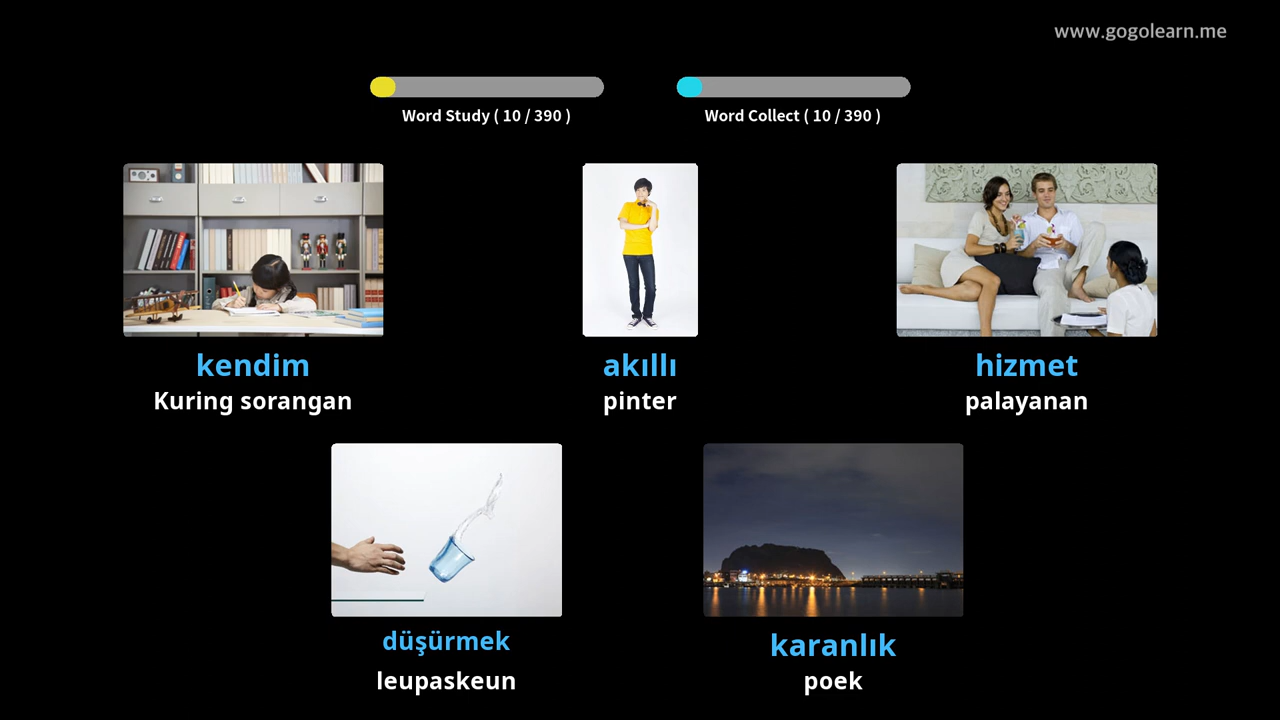 www.gogolearn.me
Word Study ( 10 / 390 )
Word Collect ( 10 / 390 )
kendim
Kuring sorangan
akıllı
pinter
hizmet
palayanan
düşürmek
leupaskeun
karanlık
poek